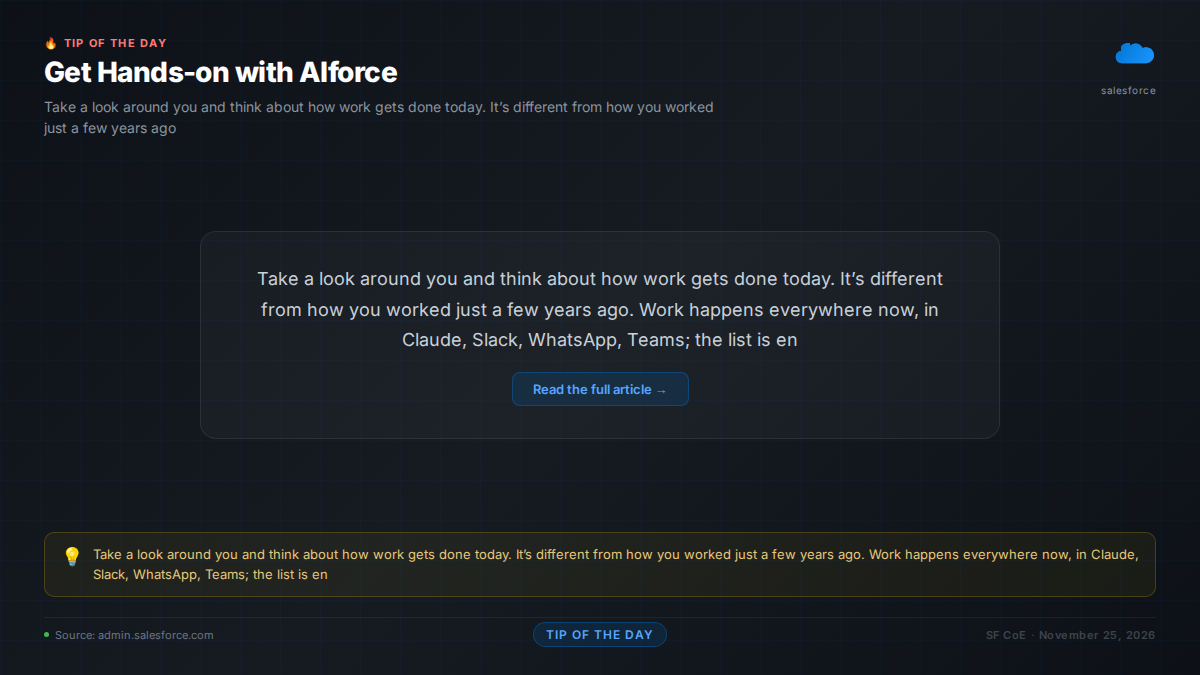 🔥 TIP OF THE DAY
Get Hands-on with AIforce
Take a look around you and think about how work gets done today. It’s different from how you worked
just a few years ago
salesforce
Take a look around you and think about how work gets done today. It’s different
from how you worked just a few years ago. Work happens everywhere now, in
Claude, Slack, WhatsApp, Teams; the list is en
Read the full article →
💡 Take a look around you and think about how work gets done today. It’s different from how you worked just a few years ago. Work happens everywhere now, in Claude,
Slack, WhatsApp, Teams; the list is en
Source: admin.salesforce.com
TIP OF THE DAY
SF CoE · November 25, 2026